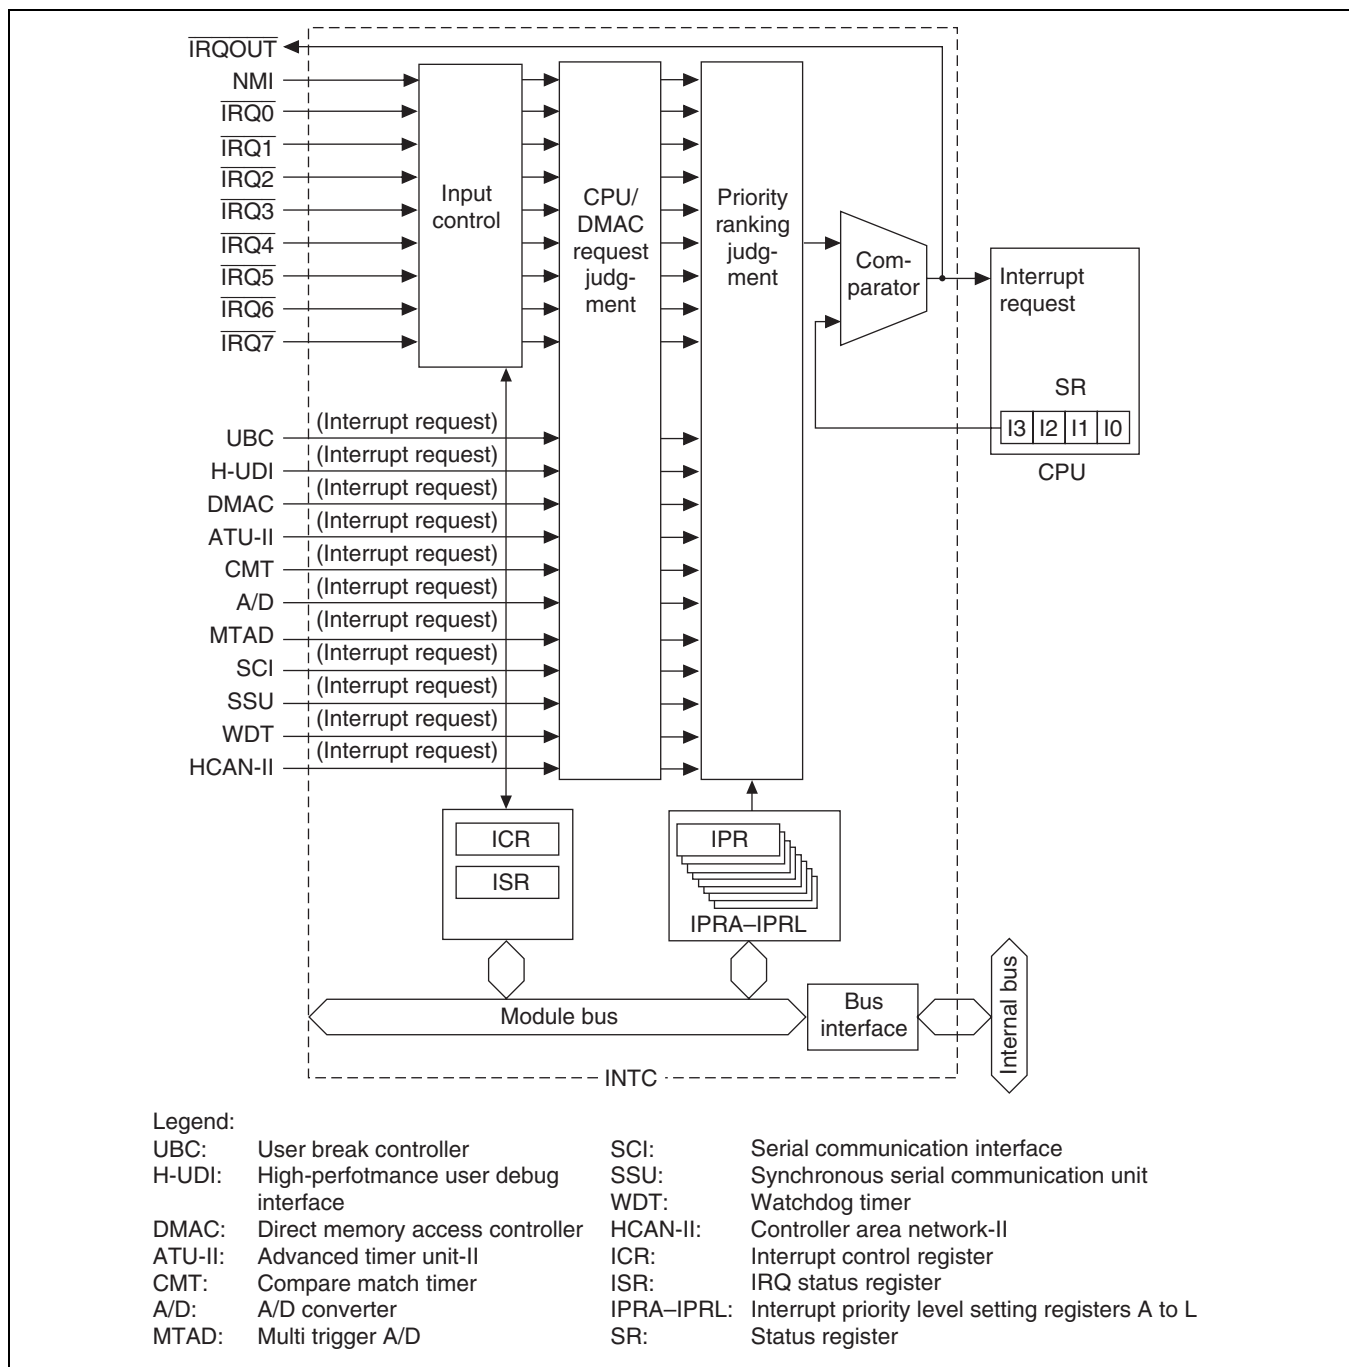 IRQOUT
NMI
IRQ0
IRQ1
IRQ2
IRQ3
IRQ4
IRQ5
IRQ6
IRQ7
Input
control
CPU/
DMAC
request
judg-
ment
Priority
ranking
judg-
ment
Com-
parator
Interrupt
request
SR
I3 I2 I1 I0
CPU
UBC (Interrupt request)
H-UDI (Interrupt request)
DMAC (Interrupt request)
ATU-II (Interrupt request)
CMT (Interrupt request)
A/D (Interrupt request)
MTAD (Interrupt request)
SCI (Interrupt request)
SSU (Interrupt request)
WDT (Interrupt request)
HCAN-II (Interrupt request)
ICR
ISR
IPR
IPRA–IPRL
Module bus
Bus
interface
Internal bus
INTC
Legend:
UBC: User break controller
H-UDI: High-perfotmance user debug
interface
DMAC: Direct memory access controller
ATU-II: Advanced timer unit-II
CMT: Compare match timer
A/D: A/D converter
MTAD: Multi trigger A/D
SCI: Serial communication interface
SSU: Synchronous serial communication unit
WDT: Watchdog timer
HCAN-II: Controller area network-II
ICR: Interrupt control register
ISR: IRQ status register
IPRA–IPRL: Interrupt priority level setting registers A to L
SR: Status register